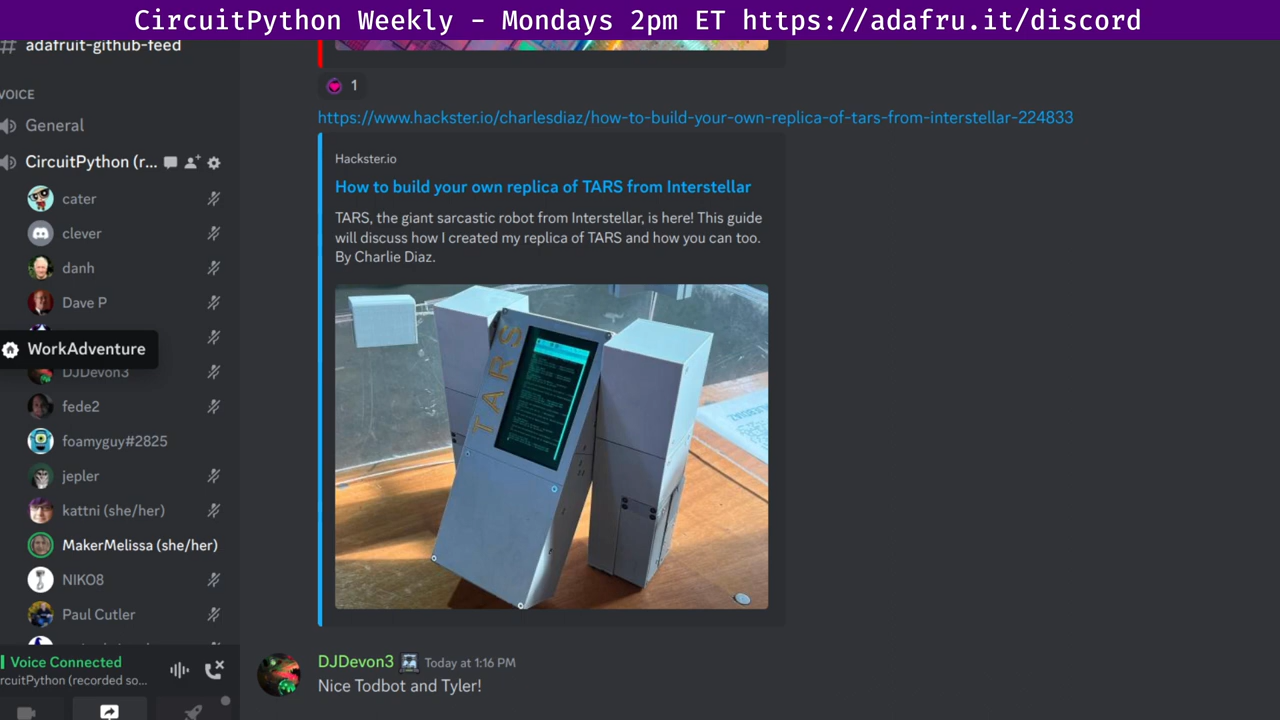 CircuitPython Weekly - Mondays 2pm ET https://adafru.it/discord
# adafruit-github-feed
VOICE
General
CircuitPython (r...
cater
clever
danh
Dave P
WorkAdventure
DJDevon3
fede2
foamyguy#2825
jepler
kattni (she/her)
MakerMelissa (she/her)
NIKO8
Paul Cutler
Voice Connected
rcuitPython (recorded so...
1
https://www.hackster.io/charlesdiaz/how-to-build-your-own-replica-of-tars-from-interstellar-224833
Hackster.io
How to build your own replica of TARS from Interstellar
TARS, the giant sarcastic robot from Interstellar, is here! This guide
will discuss how I created my replica of TARS and how you can too.
By Charlie Diaz.
TARS
DJDevon3 Today at 1:16 PM
Nice Todbot and Tyler!